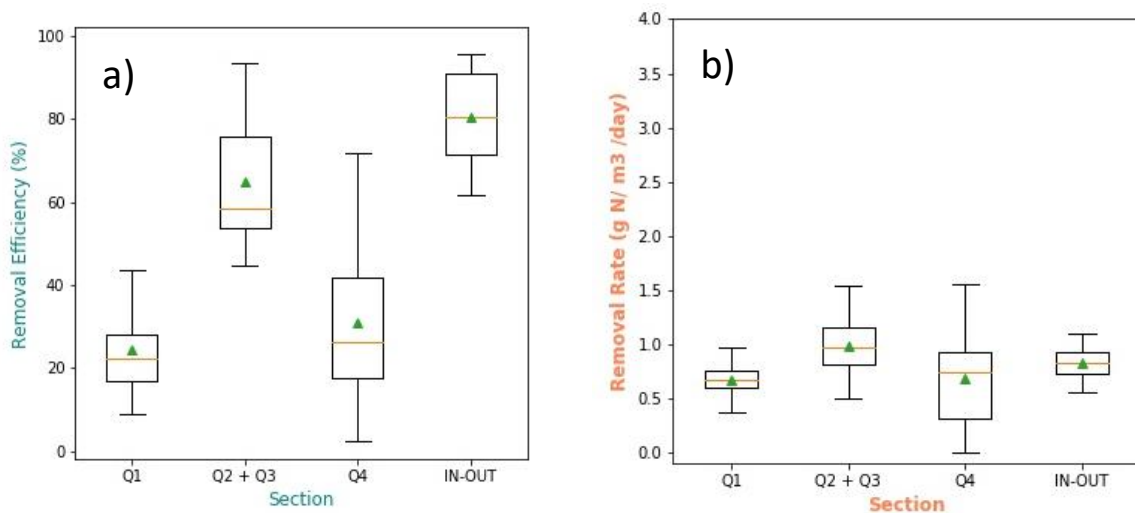 a)
Removal Efficiency (%)
100
80
60
40
20
0
Q1 Q2 + Q3 Q4 IN-OUT
Section
b)
Removal Rate (g N/ m3 /day)
4.0
3.5
3.0
2.5
2.0
1.5
1.0
0.5
0.0
Q1 Q2 + Q3 Q4 IN-OUT
Section